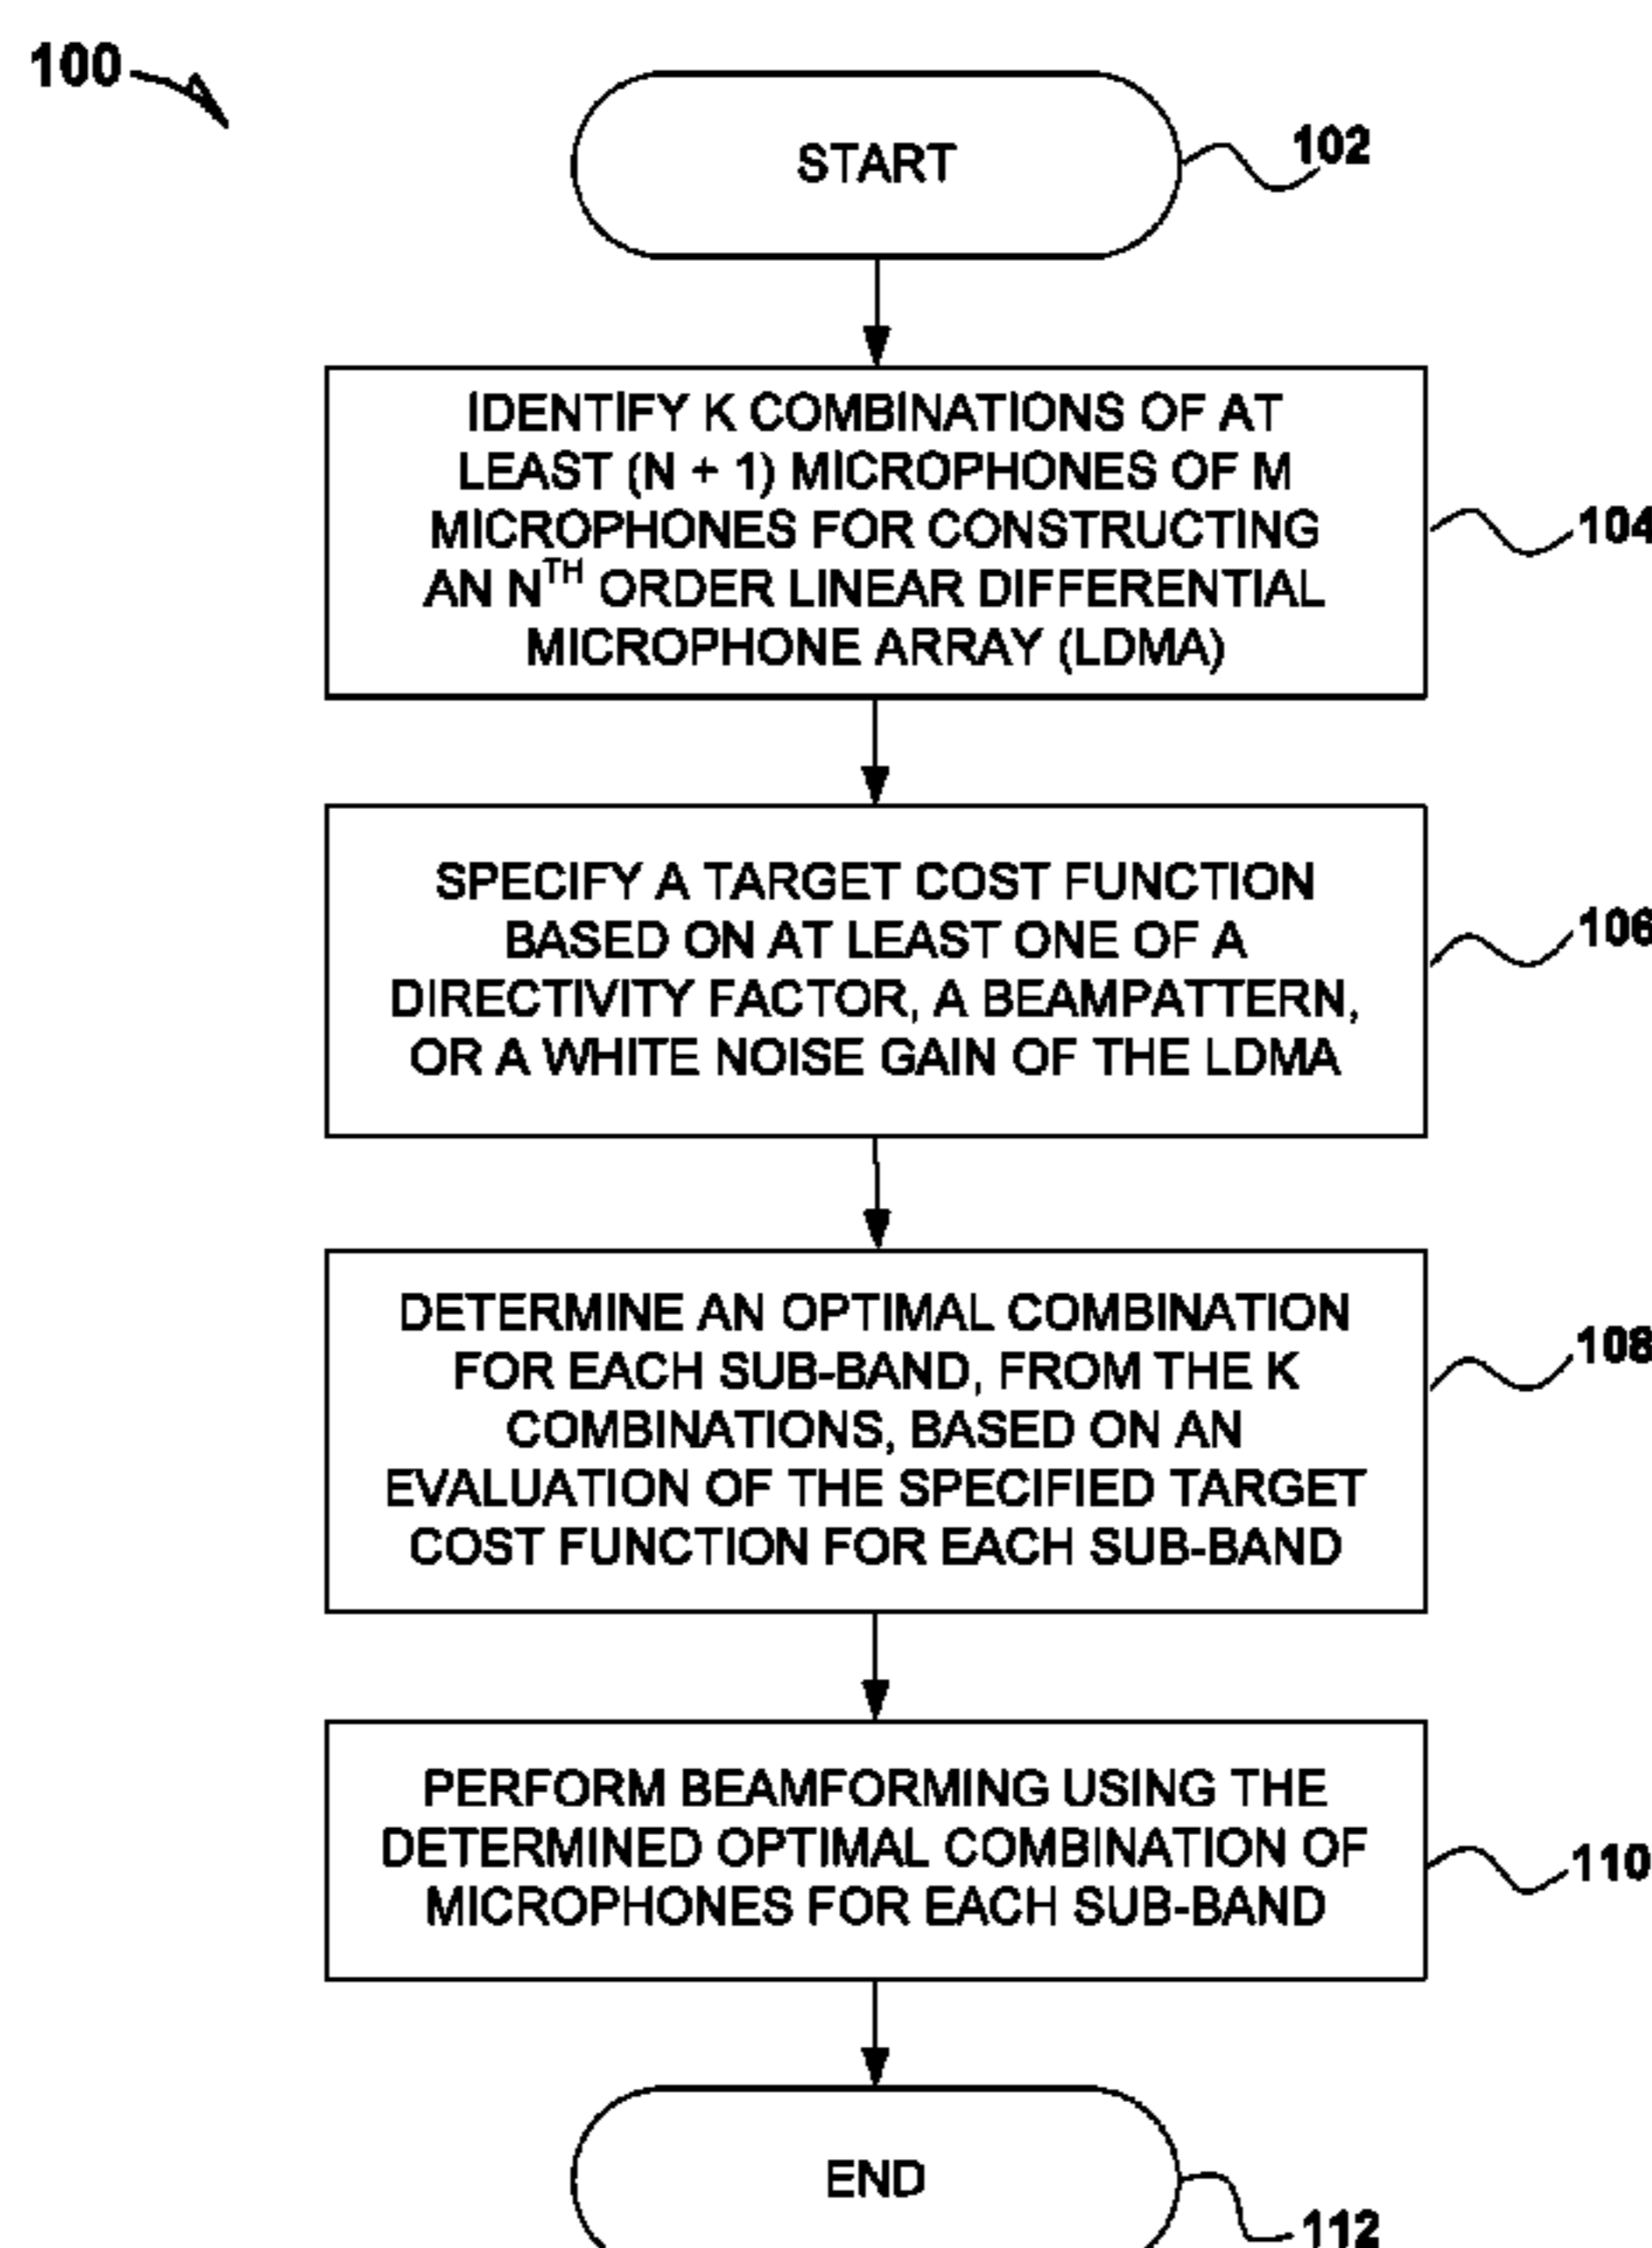 100
START
102
IDENTIFY K COMBINATIONS OF AT
LEAST (N + 1) MICROPHONES OF M
MICROPHONES FOR CONSTRUCTING
AN N^TH ORDER LINEAR DIFFERENTIAL
MICROPHONE ARRAY (LDMA)
104
SPECIFY A TARGET COST FUNCTION
BASED ON AT LEAST ONE OF A
DIRECTIVITY FACTOR, A BEAMPATTERN,
OR A WHITE NOISE GAIN OF THE LDMA
106
DETERMINE AN OPTIMAL COMBINATION
FOR EACH SUB-BAND, FROM THE K
COMBINATIONS, BASED ON AN
EVALUATION OF THE SPECIFIED TARGET
COST FUNCTION FOR EACH SUB-BAND
108
PERFORM BEAMFORMING USING THE
DETERMINED OPTIMAL COMBINATION OF
MICROPHONES FOR EACH SUB-BAND
110
END
112